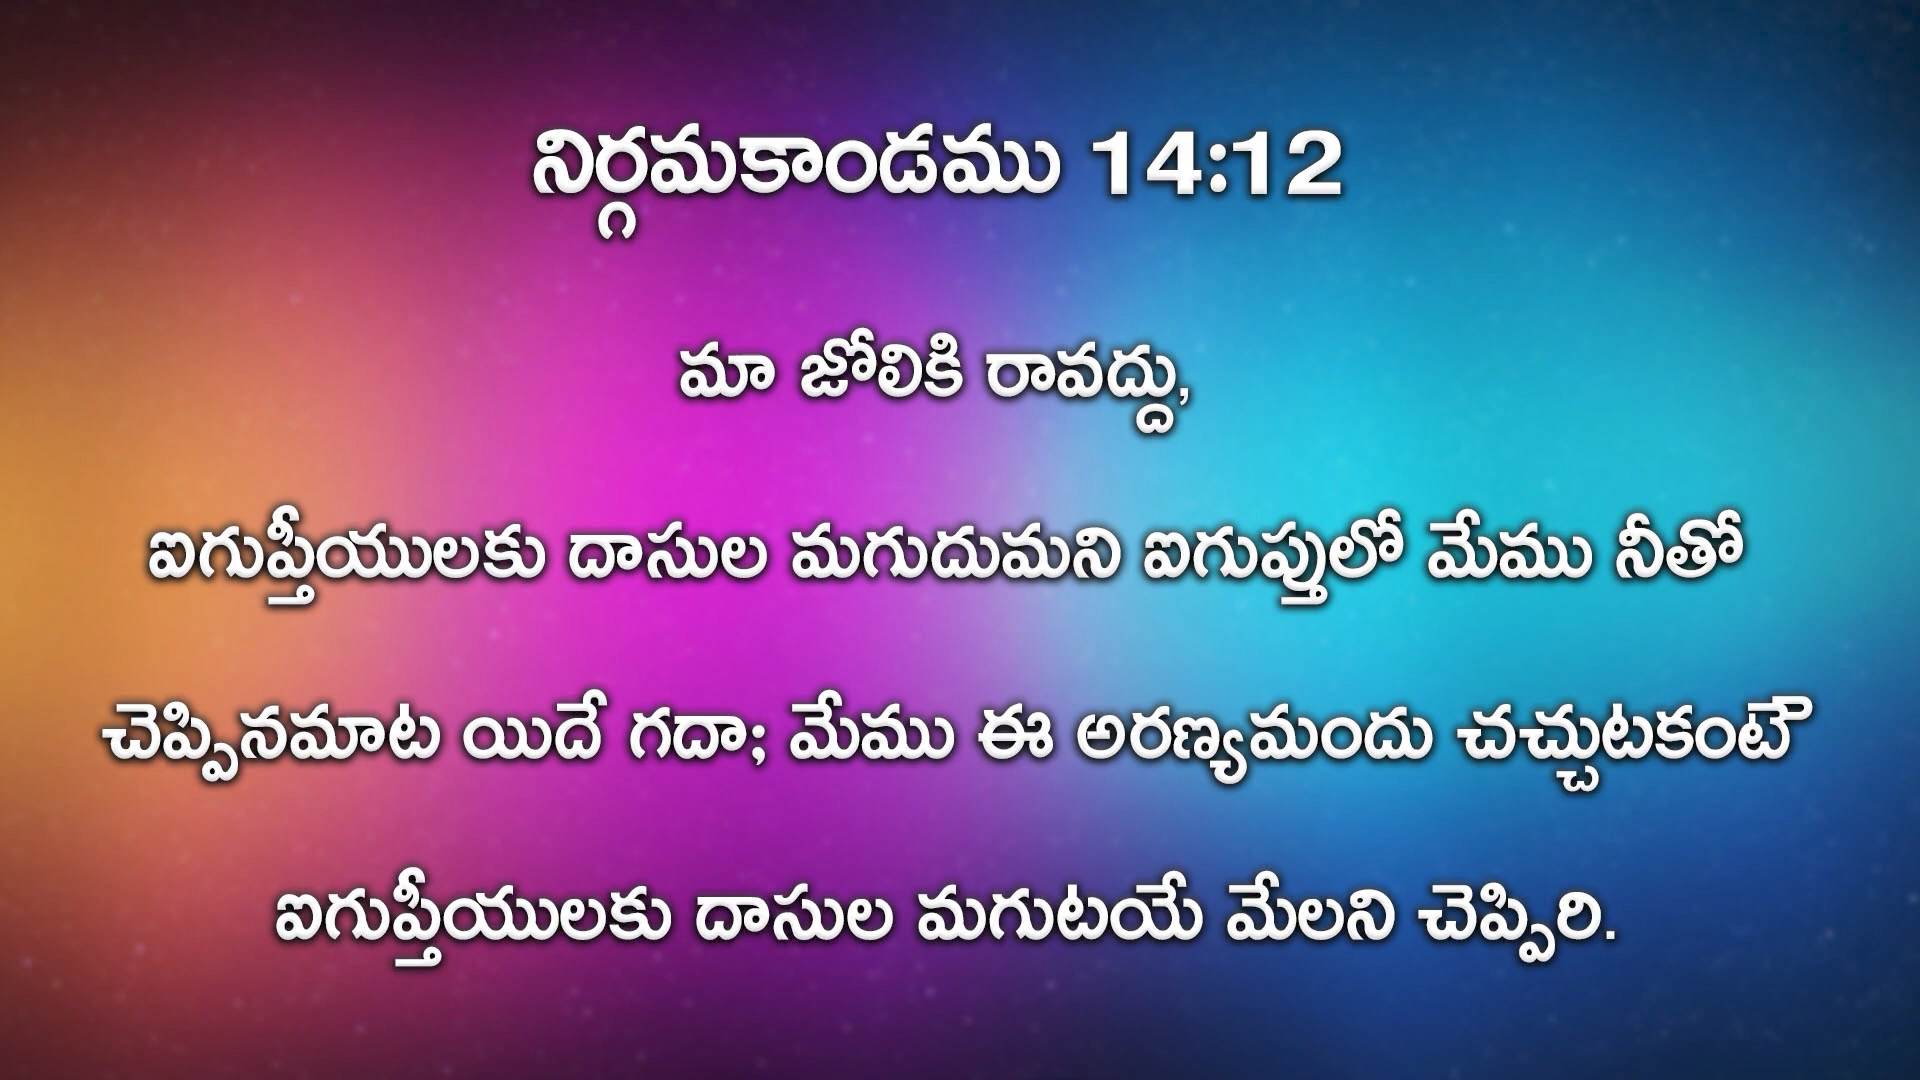 నిర్గమకాండము 14:12
మా జోలికి రావద్దు,
ఐగుప్తీయులకు దాసుల మగుదుమని ఐగుప్తులో మేము నీతో
చెప్పినమాట యిదే గదా; మేము ఈ అరణ్యమందు చచ్చుటకంటె
ఐగుప్తీయులకు దాసుల మగుటయే మేలని చెప్పిరి.